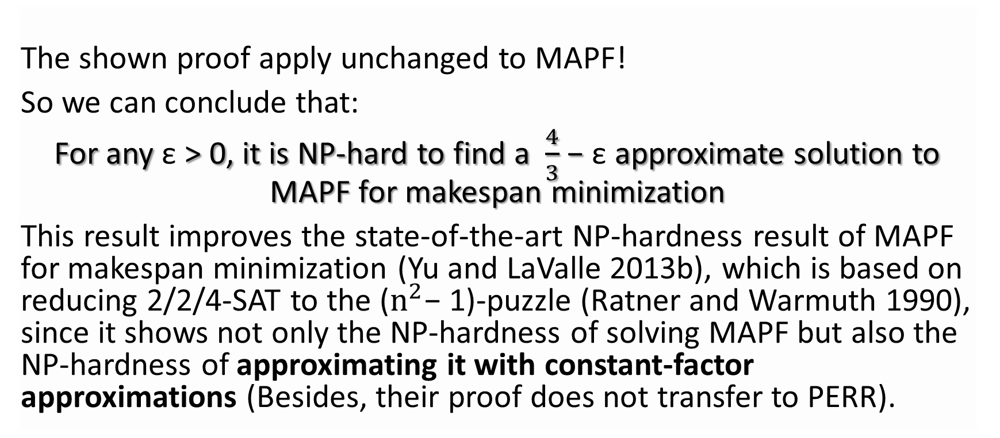 The shown proof apply unchanged to MAPF!
So we can conclude that:
For any ε > 0, it is NP-hard to find a 4/3 – ε approximate solution to
MAPF for makespan minimization
This result improves the state-of-the-art NP-hardness result of MAPF
for makespan minimization (Yu and LaValle 2013b), which is based on
reducing 2/2/4-SAT to the (n² – 1)-puzzle (Ratner and Warmuth 1990),
since it shows not only the NP-hardness of solving MAPF but also the
NP-hardness of approximating it with constant-factor
approximations (Besides, their proof does not transfer to PERR).